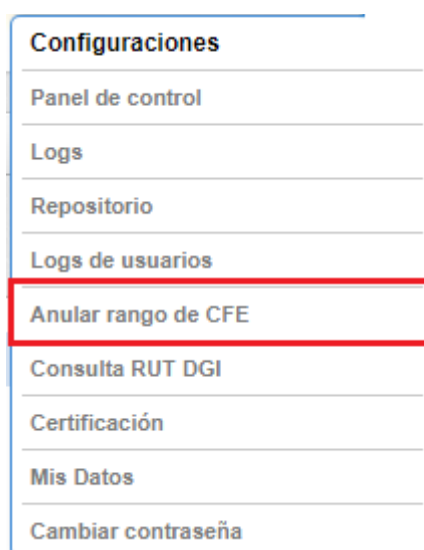 Configuraciones
Panel de control
Logs
Repositorio
Logs de usuarios
Anular rango de CFE
Consulta RUT DGI
Certificación
Mis Datos
Cambiar contraseña